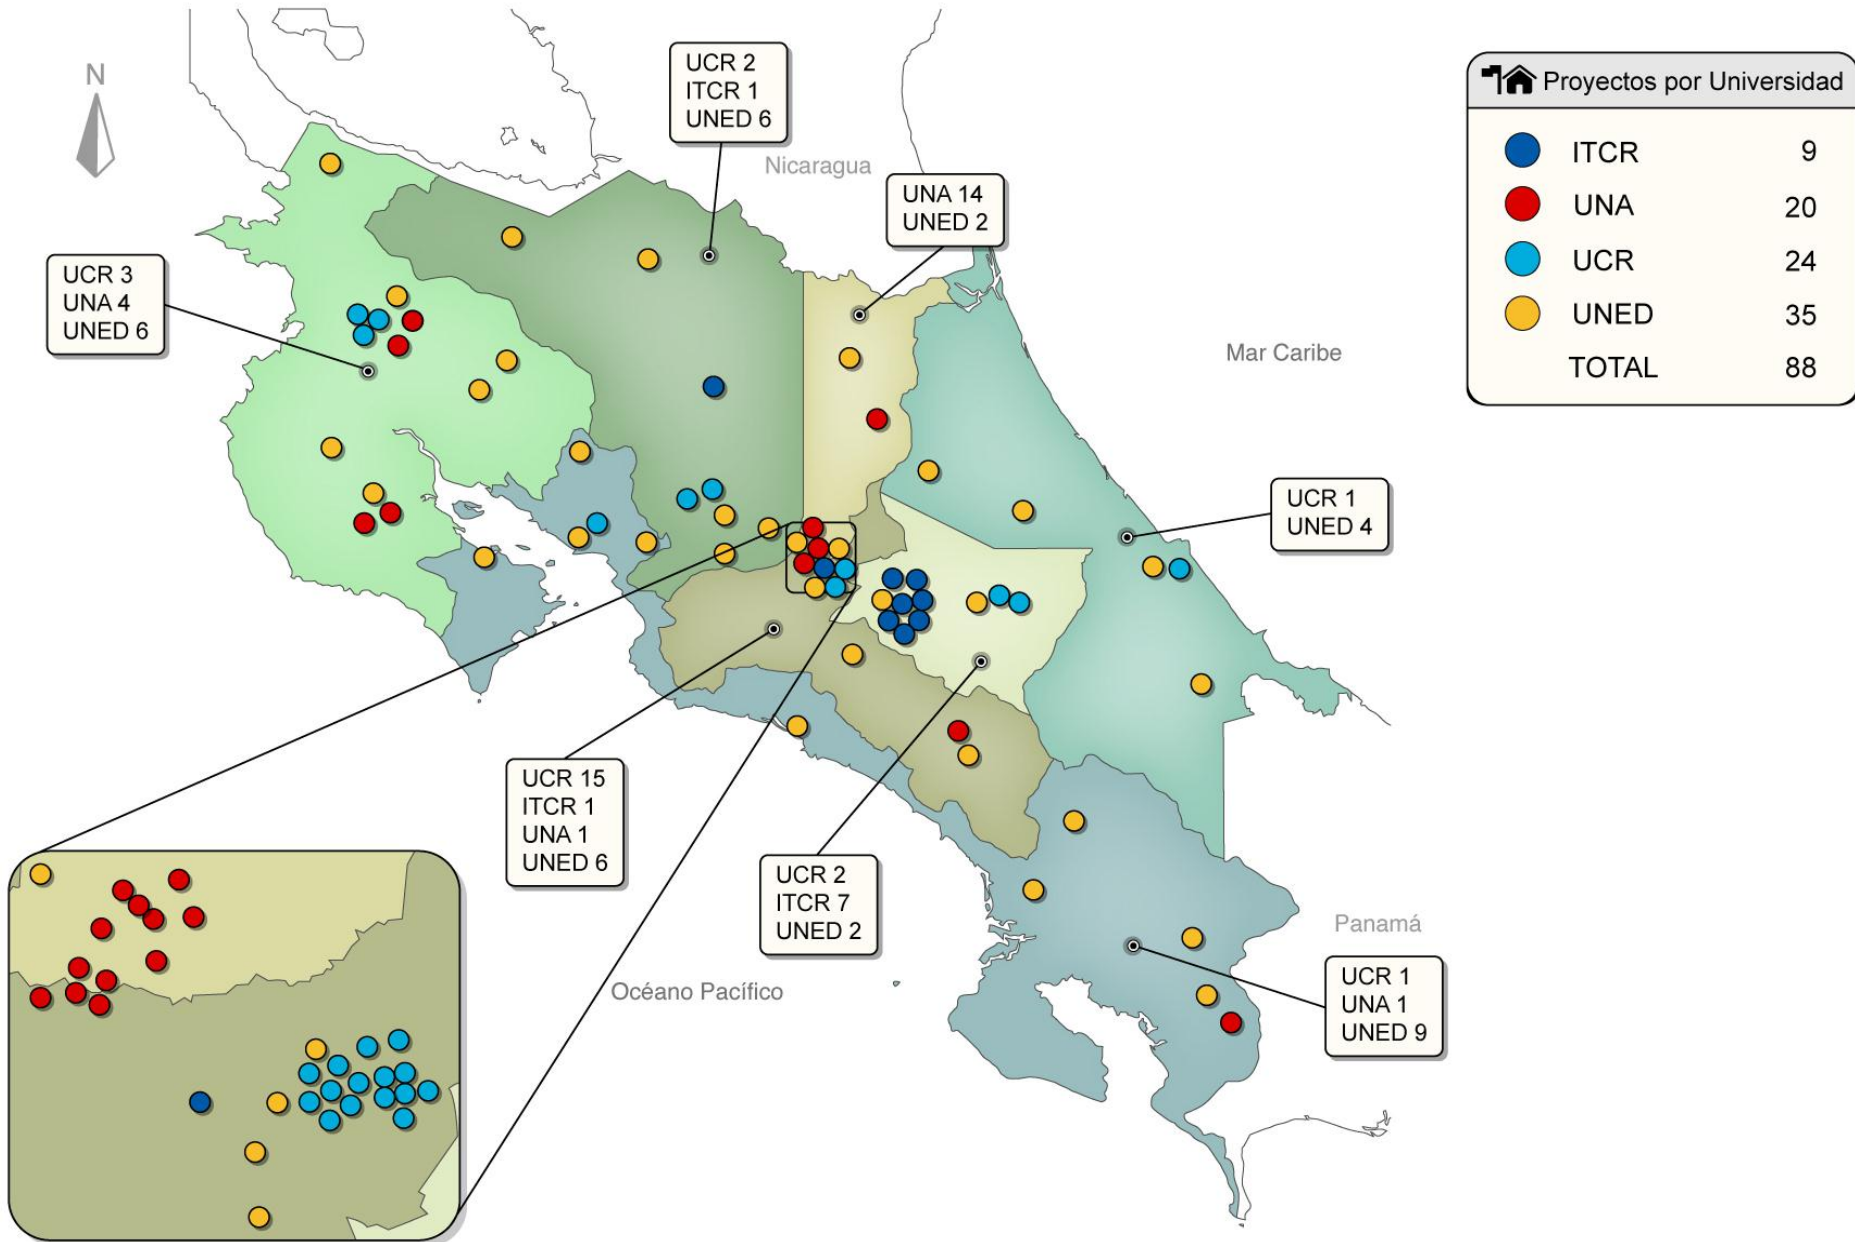 N
UCR 2
ITCR 1
UNED 6
Nicaragua
UNA 14
UNED 2
Proyectos por Universidad
ITCR 9
UNA 20
UCR 24
UNED 35
TOTAL 88
UCR 3
UNA 4
UNED 6
Mar Caribe
UCR 1
UNED 4
UCR 15
ITCR 1
UNA 1
UNED 6
UCR 2
ITCR 7
UNED 2
Panamá
Océano Pacífico
UCR 1
UNA 1
UNED 9